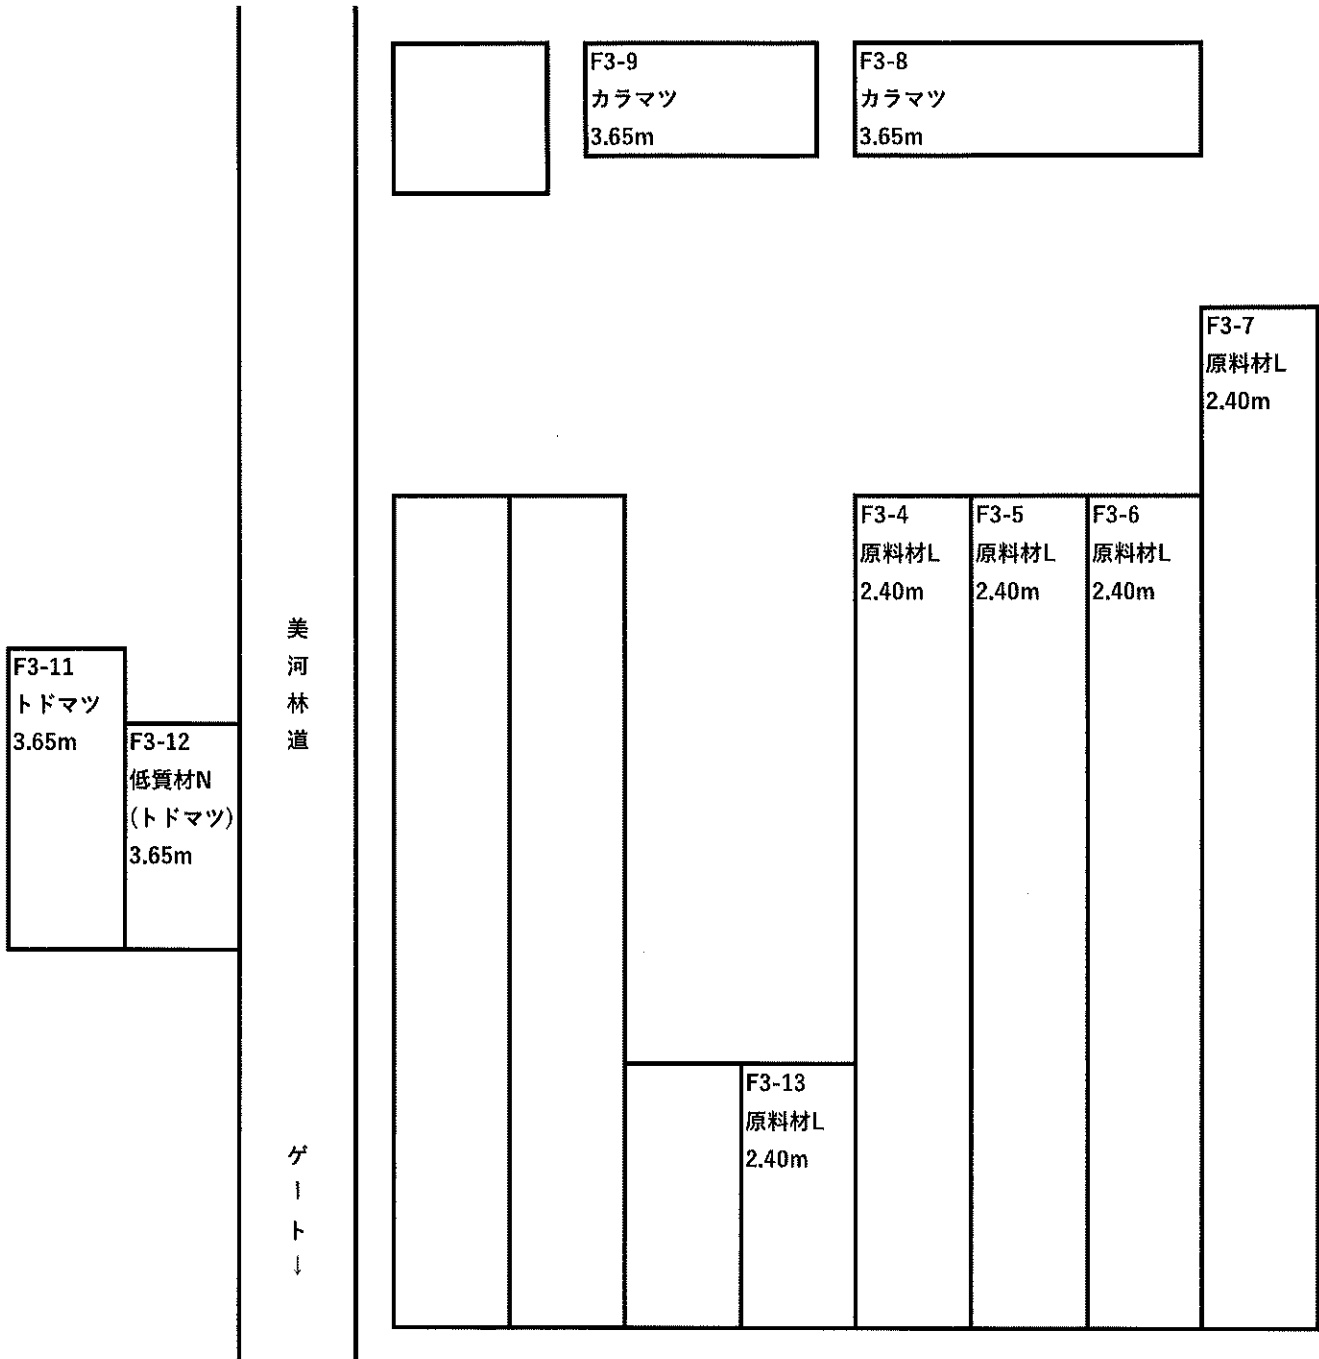 F3-9
カラマツ
3.65m
F3-8
カラマツ
3.65m
F3-7
原料材L
2.40m
F3-4
原料材L
2.40m
F3-5
原料材L
2.40m
F3-6
原料材L
2.40m
美河林道
F3-11
トドマツ
3.65m
F3-12
低質材N
(トドマツ)
3.65m
F3-13
原料材L
2.40m
ゲート↓